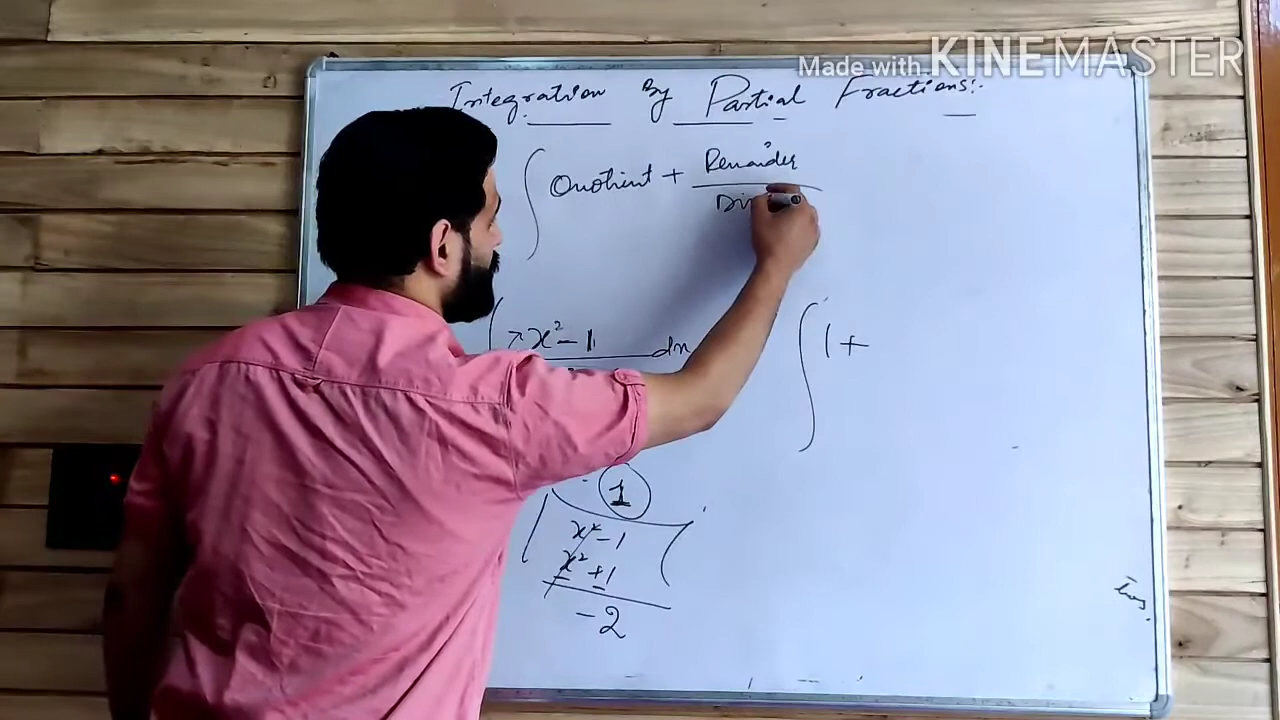 Made with KINEMASTER
Integration By Partial Fractions:-
∫ Quotient + Remainder
Div
x² - 1 dx
∫ 1 +
1
x² - 1
x² + 1
- 2